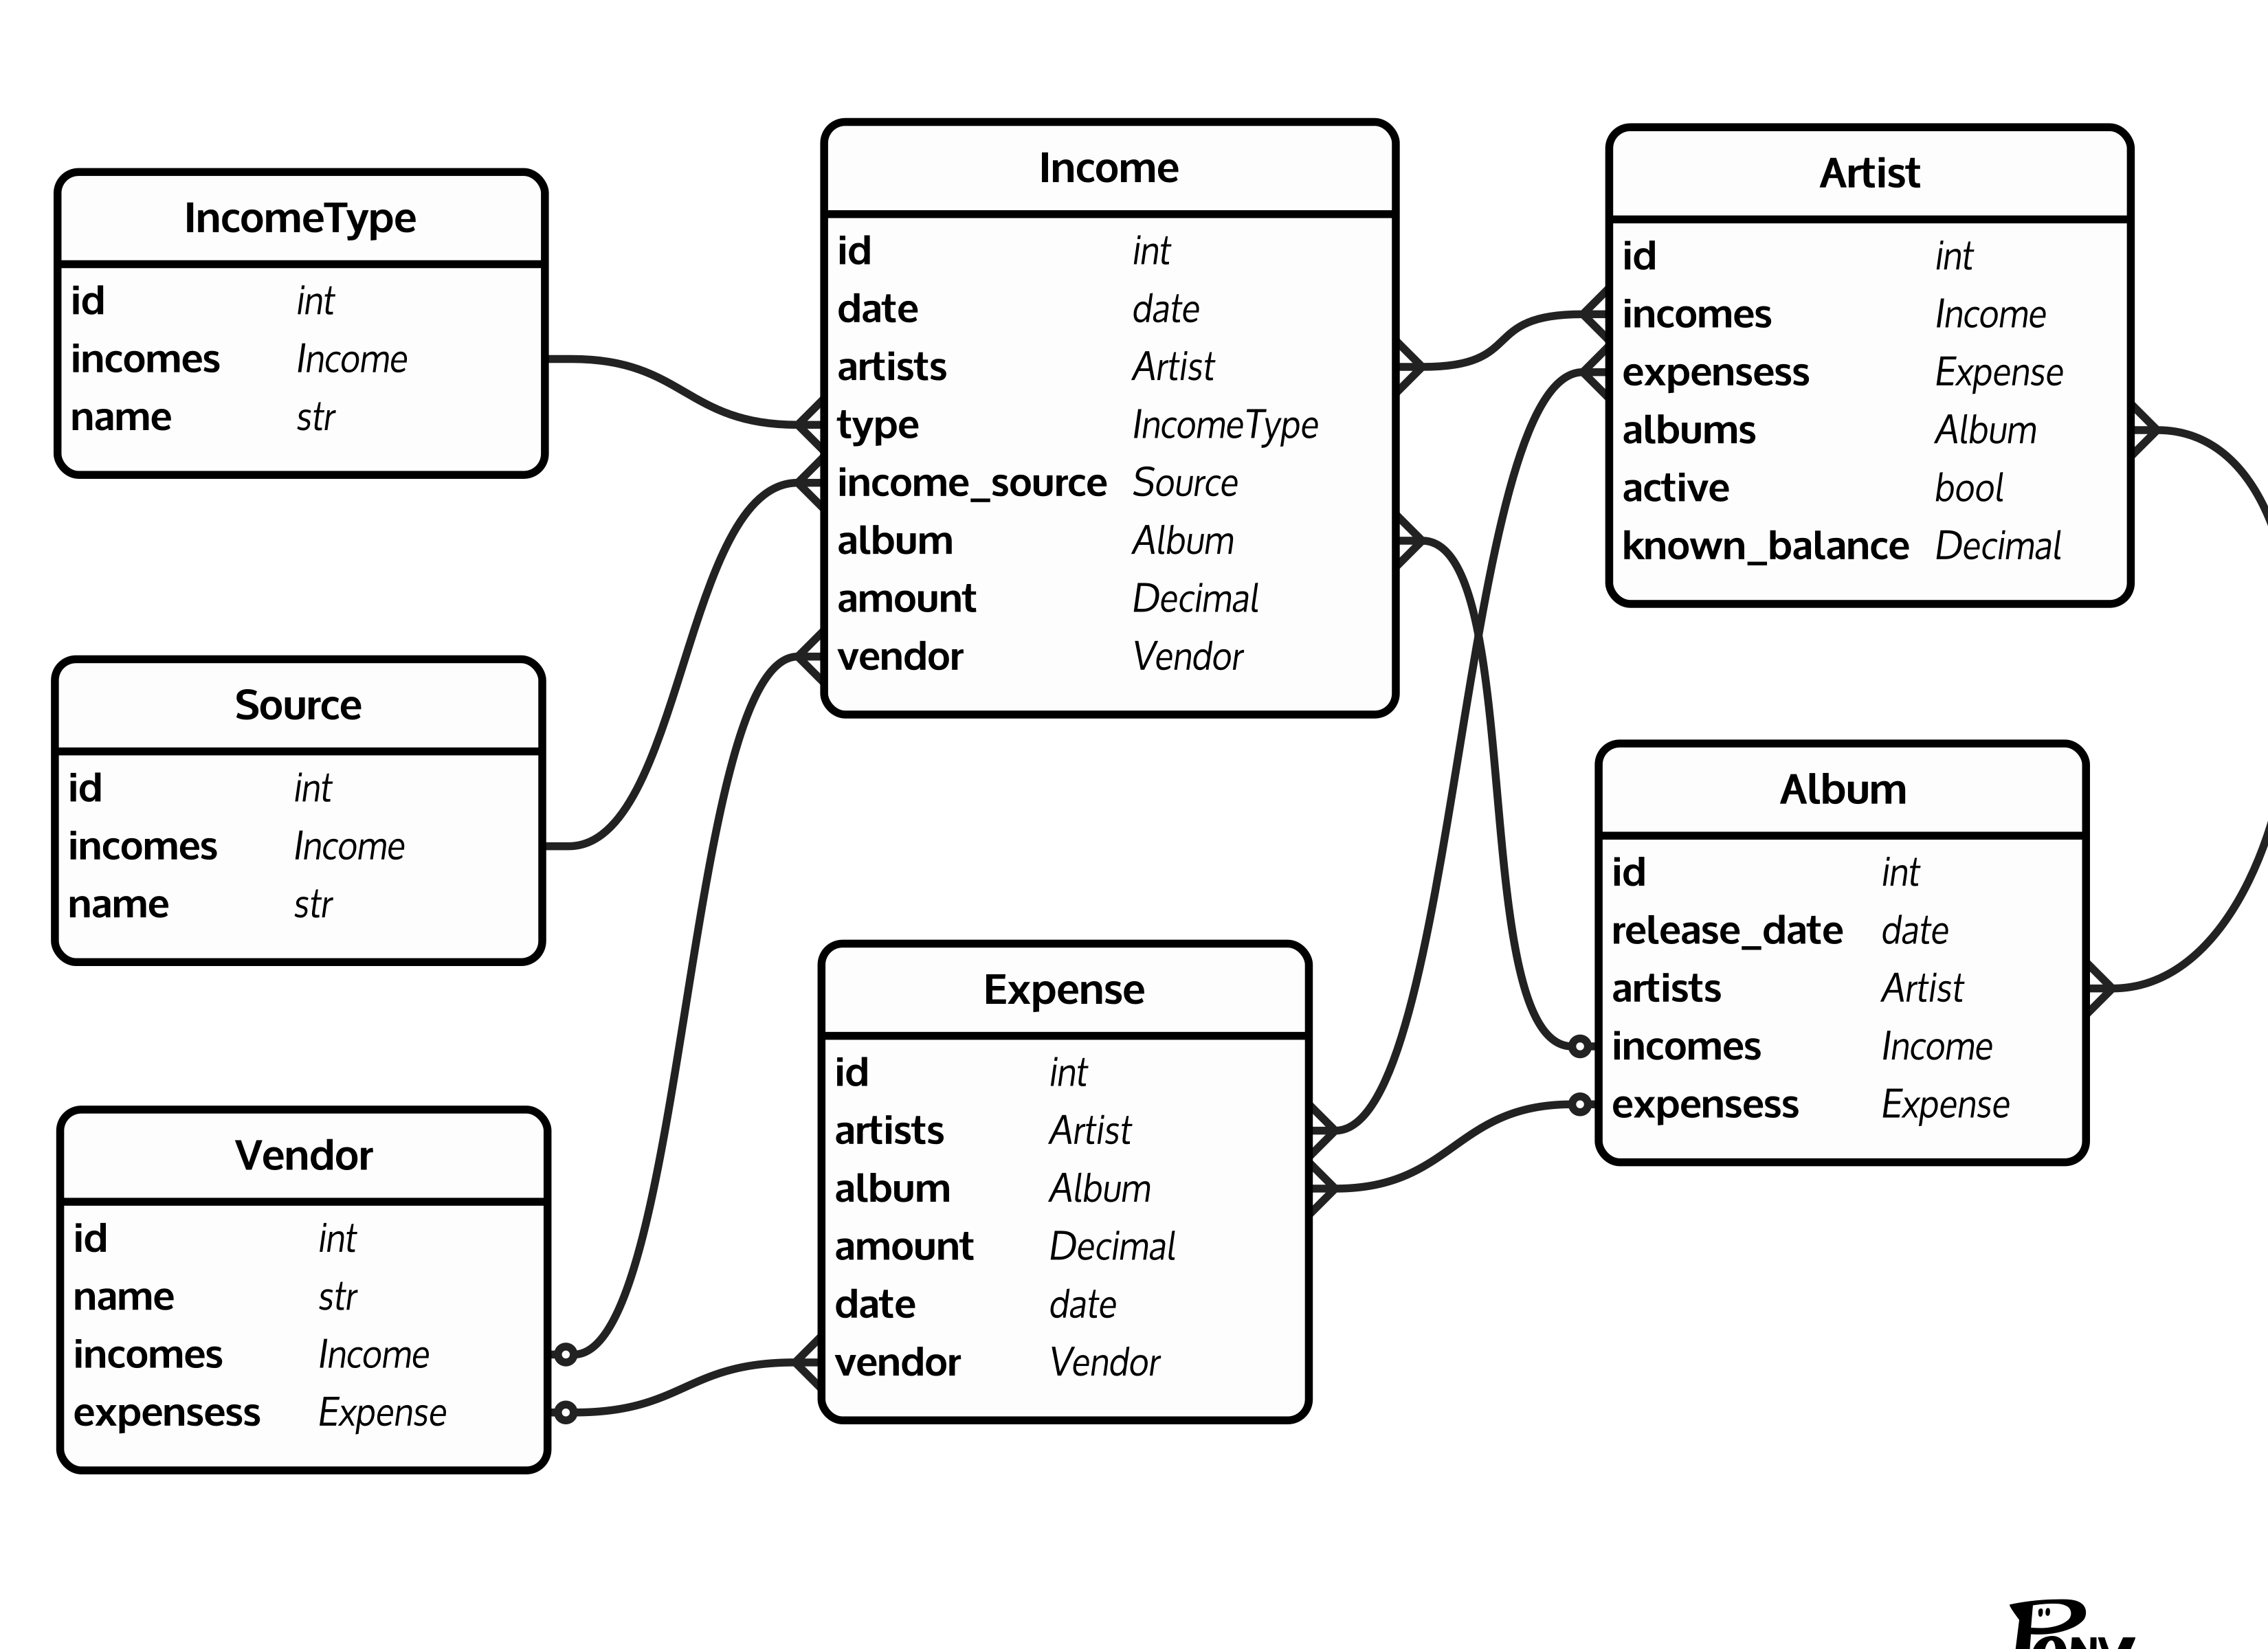 IncomeType
id int
incomes Income
name str
Source
id int
incomes Income
name str
Vendor
id int
name str
incomes Income
expensess Expense
Income
id int
date date
artists Artist
type IncomeType
income_source Source
album Album
amount Decimal
vendor Vendor
Expense
id int
artists Artist
album Album
amount Decimal
date date
vendor Vendor
Artist
id int
incomes Income
expensess Expense
albums Album
active bool
known_balance Decimal
Album
id int
release_date date
artists Artist
incomes Income
expensess Expense
PONY